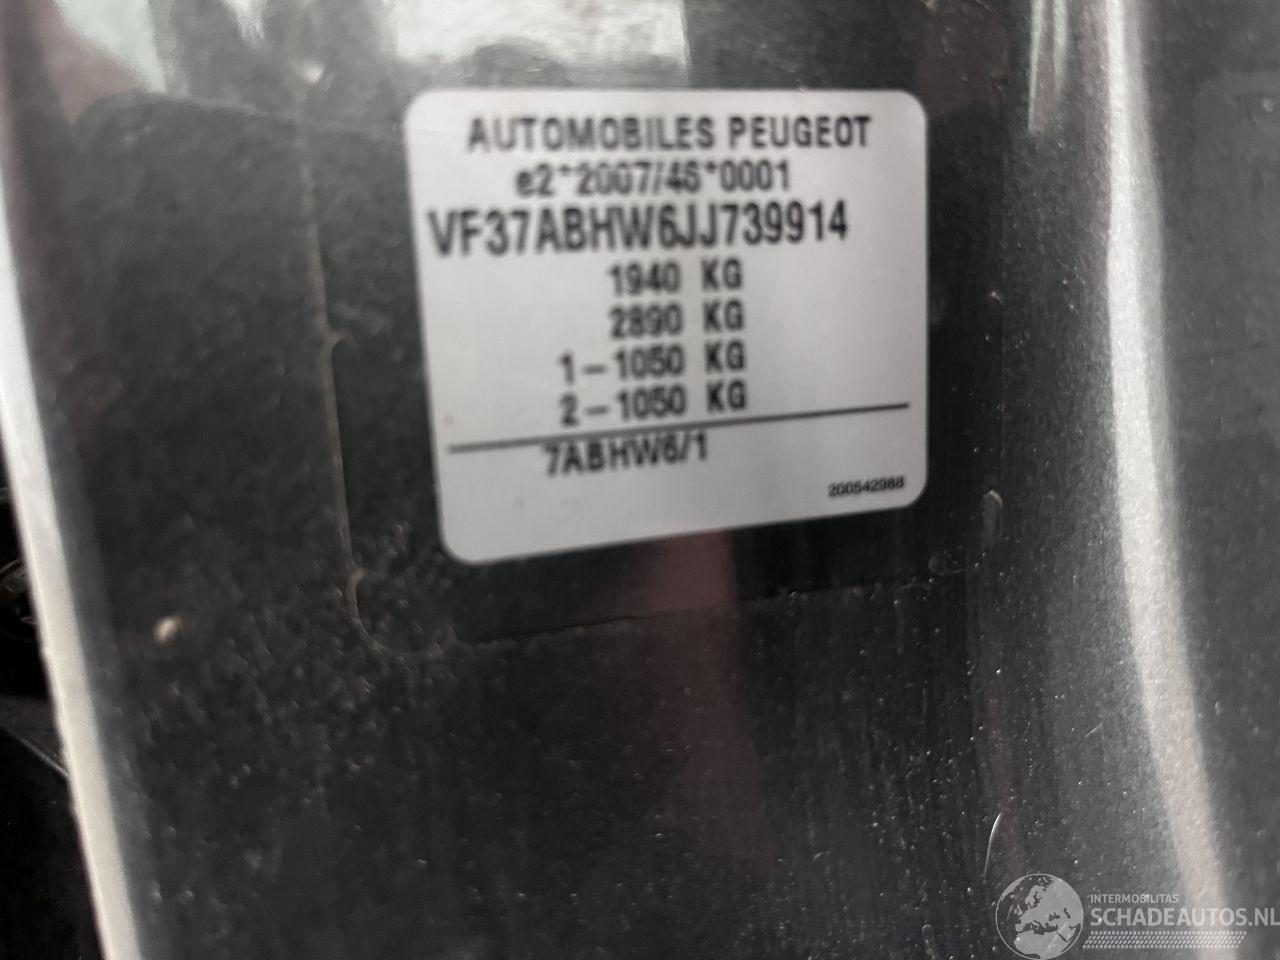 AUTOMOBILES PEUGEOT
e2*2007/46*0001
VF37ABHW6JJ739914
1940 KG
2890 KG
1-1050 KG
2-1050 KG
7ABHW6/1
200542988
INTERMOBILITAS
SCHADEAUTOS.NL